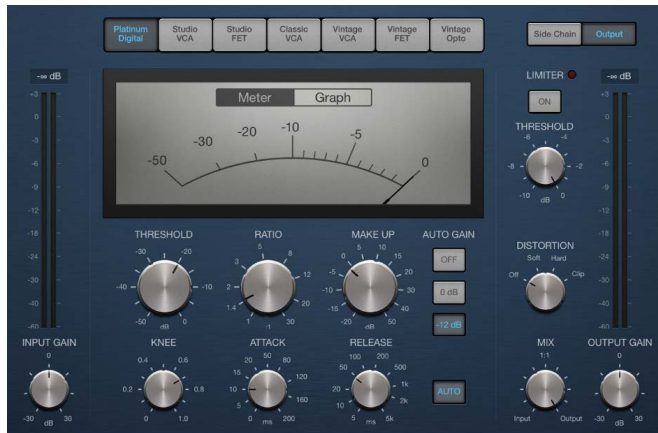 Platinum Digital
Studio VCA
Studio FET
Classic VCA
Vintage VCA
Vintage FET
Vintage Opto
Side Chain
Output
-∞ dB
+3
0
-3
-6
-9
-12
-18
-24
-30
-40
-60
INPUT GAIN
0
-30 30
dB
Meter
Graph
-50 -30 -20 -10 -5 0
THRESHOLD
-50 -40 -30 -20 -10 0
dB
RATIO
1 1.4 2 3 5 8 12 20 30
:1
MAKE UP
-20 -15 -10 -5 0 5 10 15 20 30 40 50
dB
AUTO GAIN
OFF
0 dB
-12 dB
KNEE
0 0.2 0.4 0.6 0.8 1.0
ATTACK
0 5 10 15 20 50 80 120 160 200
ms
RELEASE
5 10 20 50 100 200 500 1k 2k 5k
ms
AUTO
LIMITER
ON
THRESHOLD
-10 -8 -6 -4 -2 0
dB
DISTORTION
Off
Soft
Hard
Clip
MIX
1:1
Input
Output
-∞ dB
+3
0
-3
-6
-9
-12
-18
-24
-30
-40
-60
OUTPUT GAIN
0
-30 30
dB